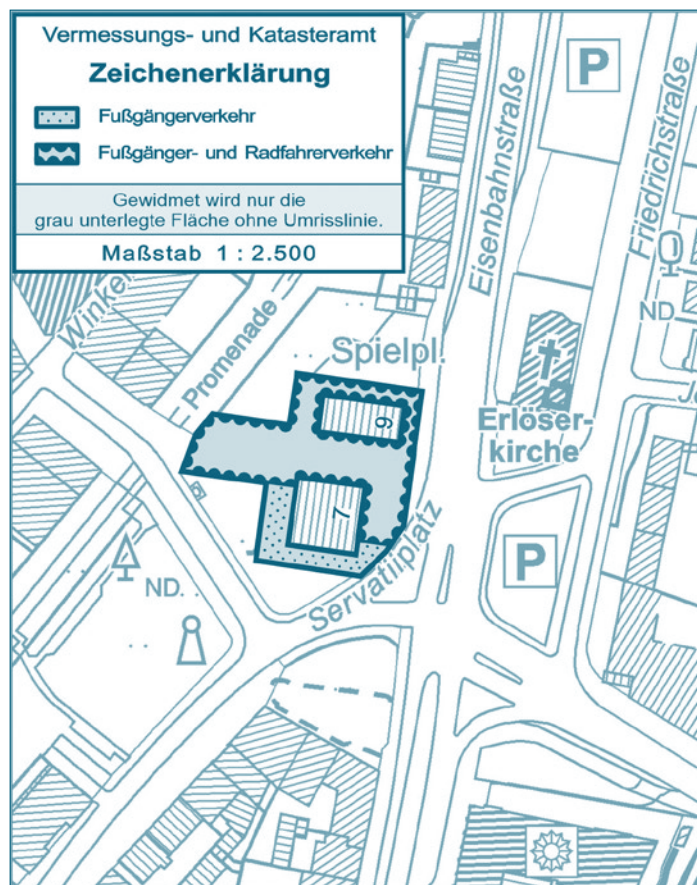 Vermessungs- und Katasteramt
Zeichenerklärung
Fußgängerverkehr
Fußgänger- und Radfahrerverkehr
Gewidmet wird nur die
grau unterlegte Fläche ohne Umrisslinie.
Maßstab 1 : 2.500
P
Eisenbahnstraße
Friedrichstraße
ND.
Winkel
Promenade
Spielpl.
Erlöser-
kirche
9
7
Servatiiplatz
P
ND.